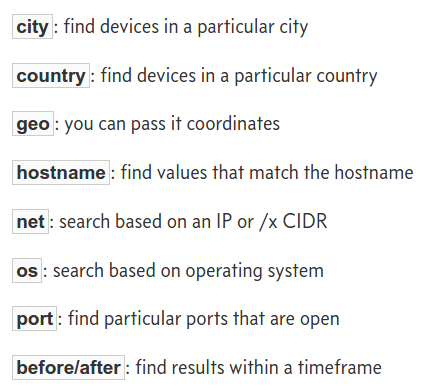 city: find devices in a particular city
country: find devices in a particular country
geo: you can pass it coordinates
hostname: find values that match the hostname
net: search based on an IP or /x CIDR
os: search based on operating system
port: find particular ports that are open
before/after: find results within a timeframe